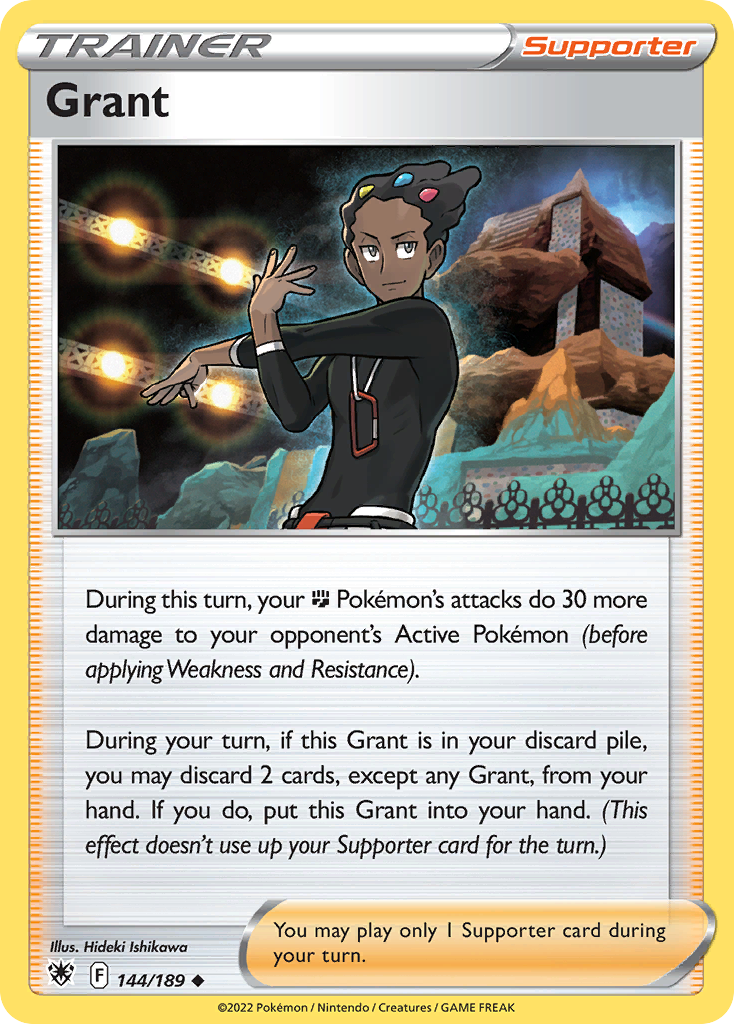 TRAINER
Supporter
Grant
During this turn, your Pokémon's attacks do 30 more
damage to your opponent's Active Pokémon (before
applying Weakness and Resistance).
During your turn, if this Grant is in your discard pile,
you may discard 2 cards, except any Grant, from your
hand. If you do, put this Grant into your hand. (This
effect doesn't use up your Supporter card for the turn.)
You may play only 1 Supporter card during
your turn.
Illus. Hideki Ishikawa
F 144/189
©2022 Pokémon / Nintendo / Creatures / GAME FREAK